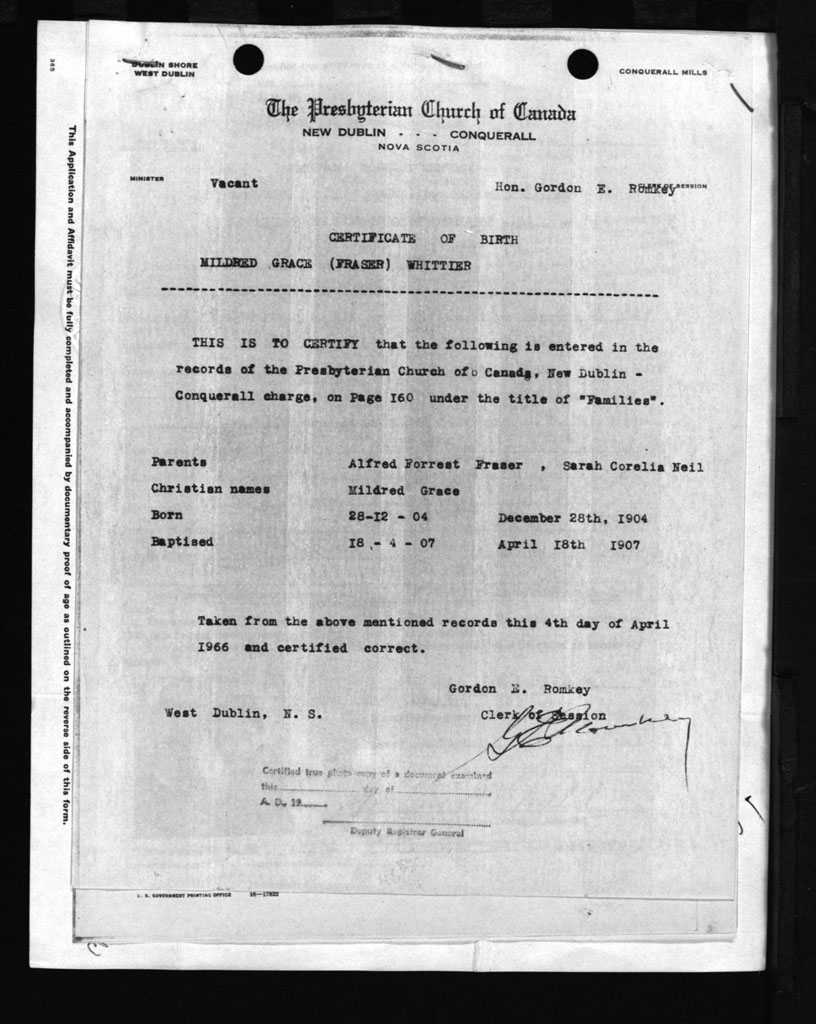 385
DUBLIN SHORE
WEST DUBLIN
CONQUERALL MILLS
The Presbyterian Church of Canada
NEW DUBLIN - - - CONQUERALL
NOVA SCOTIA
MINISTER Vacant Hon. Gordon E. Romkey CLERK OF SESSION
CERTIFICATE OF BIRTH
MILDRED GRACE (FRASER) WHITTIER
THIS IS TO CERTIFY that the following is entered in the
records of the Presbyterian Church of Canada, New Dublin -
Conquerall charge, on Page I60 under the title of "Families".
Parents Alfred Forrest Fraser , Sarah Corelia Neil
Christian names Mildred Grace
Born 28-I2 - 04 December 28th, I904
Baptised I8 - 4 - 07 April I8th I907
Taken from the above mentioned records this 4th day of April
I966 and certified correct.
Gordon E. Romkey
West Dublin, N. S. Clerk of Session
G E Romkey
Certified true photo copy of a document examined
this.............. day of ..............
A. D., 19........
Deputy Registrar General
U. S. GOVERNMENT PRINTING OFFICE 16—17822
This Application and Affidavit must be fully completed and accompanied by documentary proof of age as outlined on the reverse side of this form.